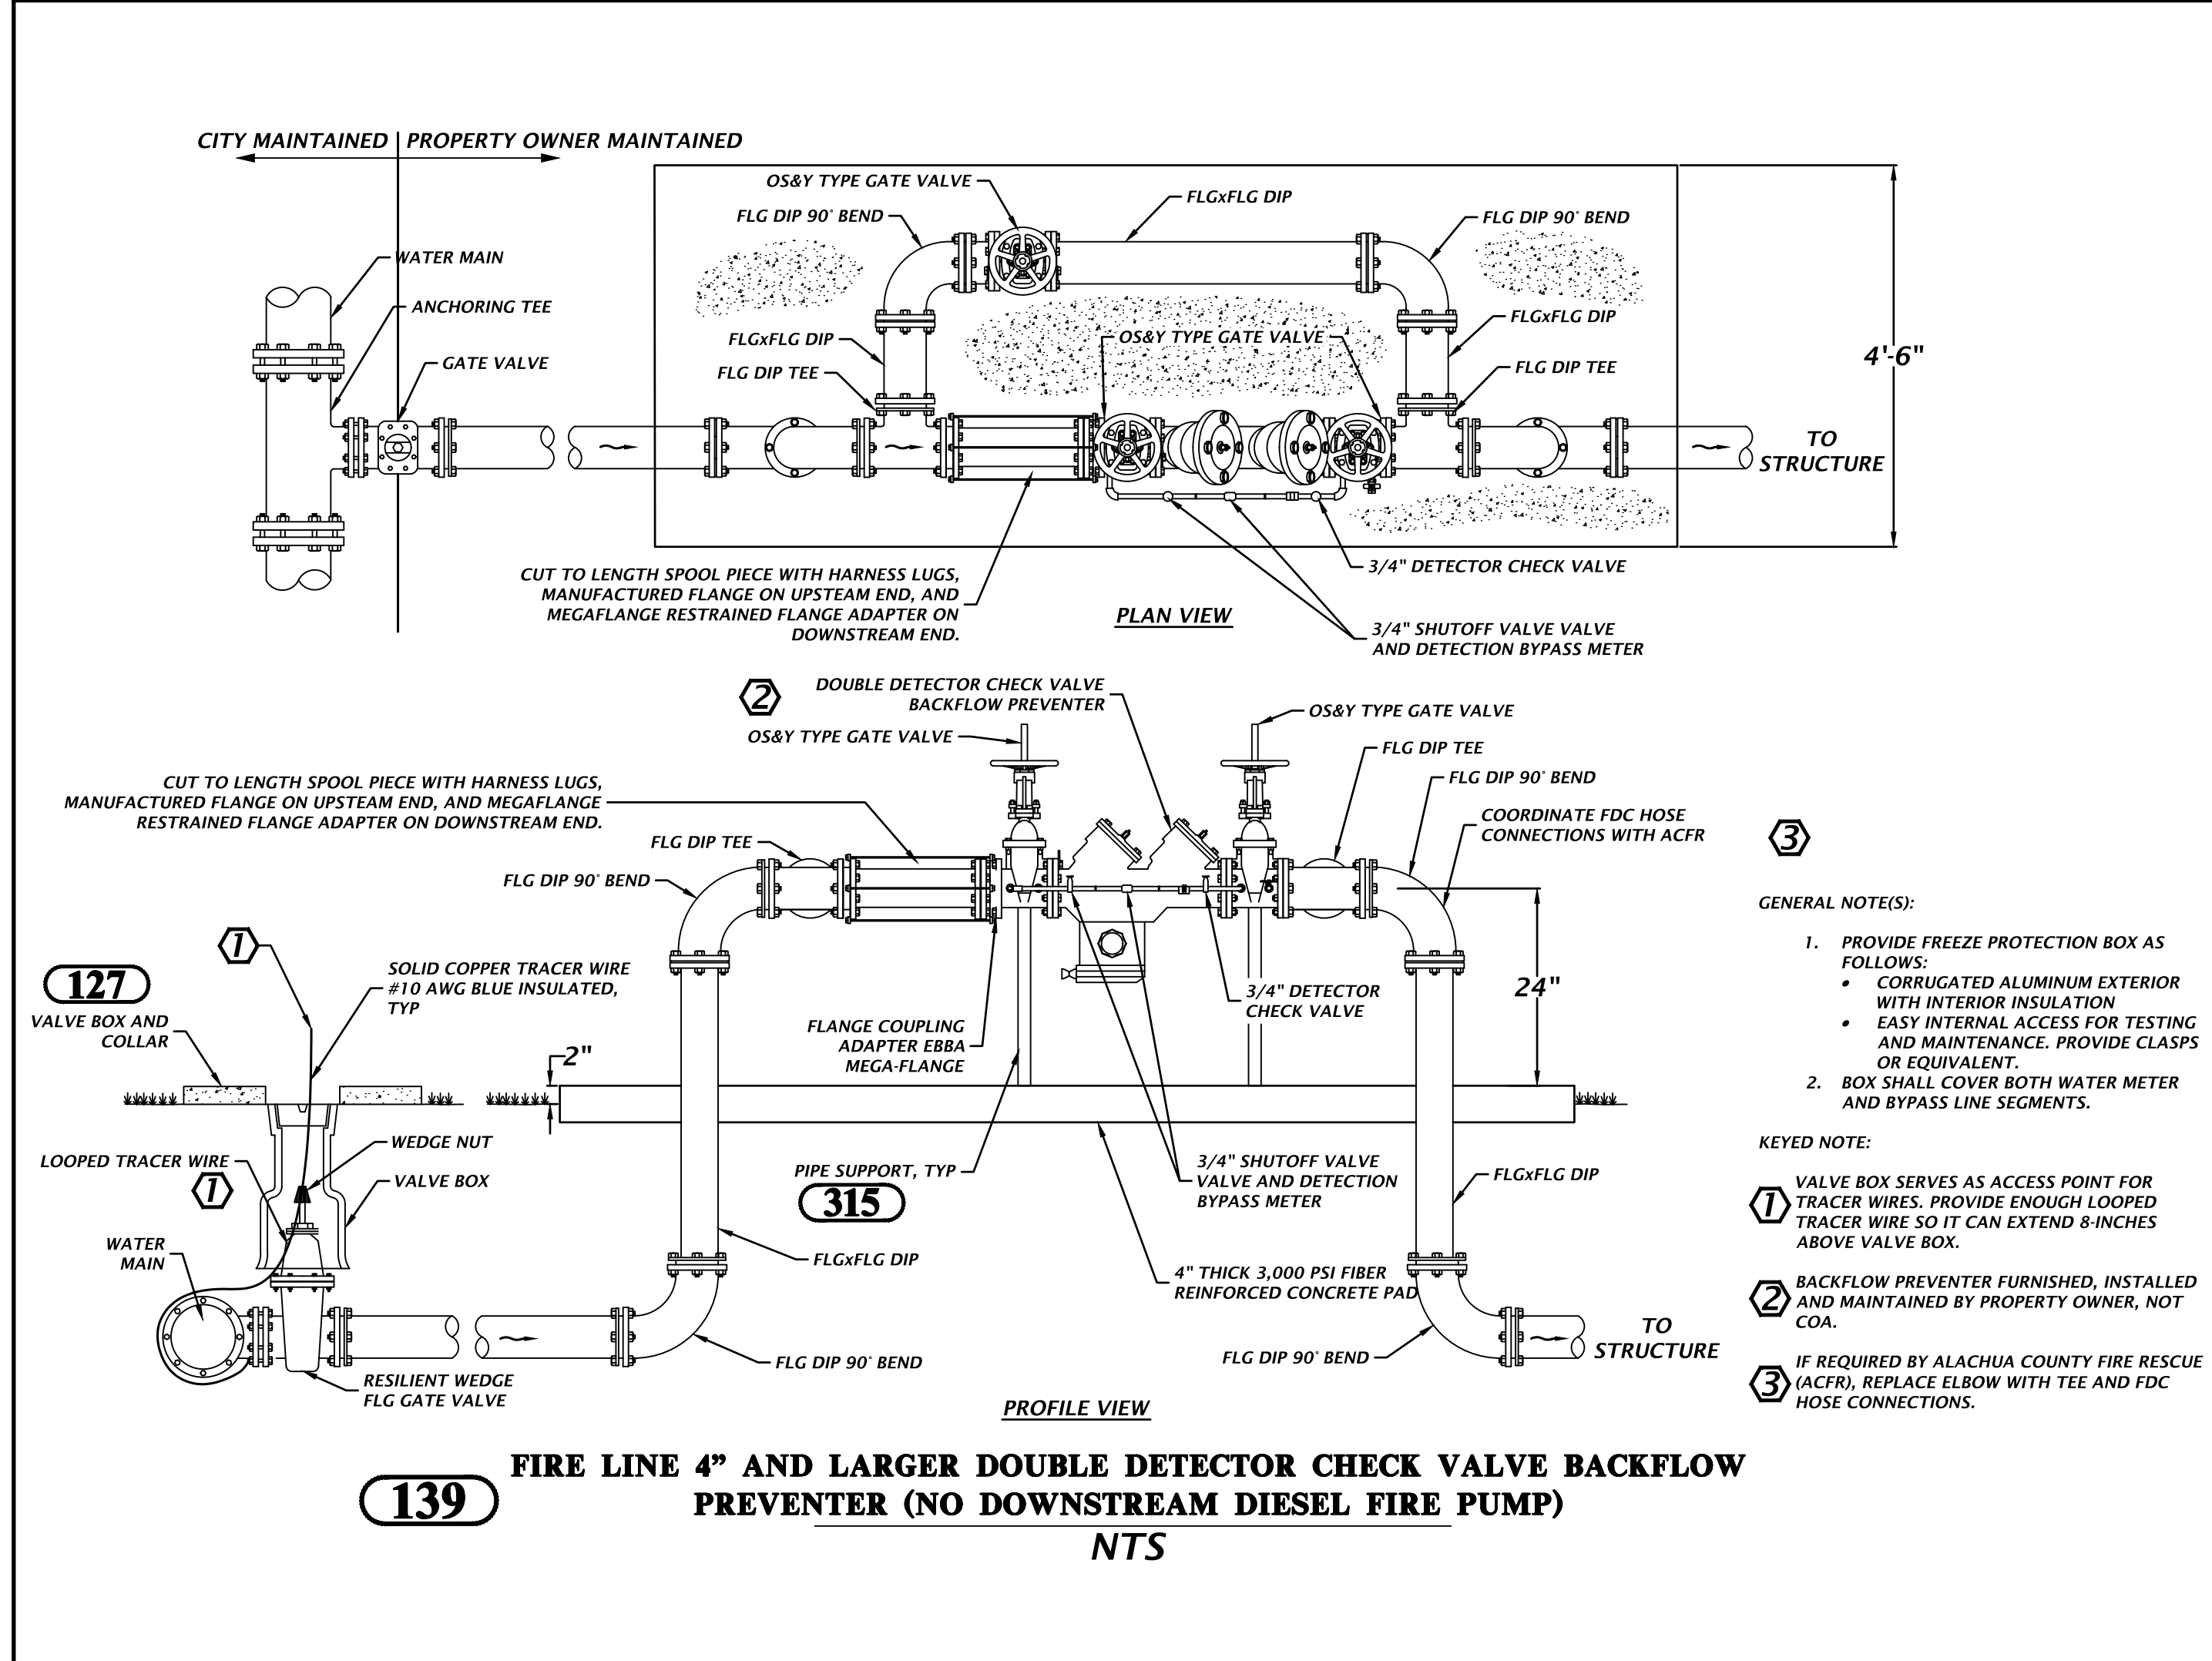 CITY MAINTAINED
PROPERTY OWNER MAINTAINED
OS&Y TYPE GATE VALVE
FLGxFLG DIP
FLG DIP 90° BEND
FLG DIP 90° BEND
WATER MAIN
ANCHORING TEE
FLGxFLG DIP
FLGxFLG DIP
OS&Y TYPE GATE VALVE
GATE VALVE
FLG DIP TEE
FLG DIP TEE
4'-6"
TO
STRUCTURE
CUT TO LENGTH SPOOL PIECE WITH HARNESS LUGS,
MANUFACTURED FLANGE ON UPSTEAM END, AND
MEGAFLANGE RESTRAINED FLANGE ADAPTER ON
DOWNSTREAM END.
3/4" DETECTOR CHECK VALVE
PLAN VIEW
3/4" SHUTOFF VALVE VALVE
AND DETECTION BYPASS METER
2
DOUBLE DETECTOR CHECK VALVE
BACKFLOW PREVENTER
OS&Y TYPE GATE VALVE
OS&Y TYPE GATE VALVE
FLG DIP TEE
FLG DIP 90° BEND
CUT TO LENGTH SPOOL PIECE WITH HARNESS LUGS,
MANUFACTURED FLANGE ON UPSTEAM END, AND MEGAFLANGE
RESTRAINED FLANGE ADAPTER ON DOWNSTREAM END.
COORDINATE FDC HOSE
CONNECTIONS WITH ACFR
3
FLG DIP TEE
FLG DIP 90° BEND
1
127
SOLID COPPER TRACER WIRE
#10 AWG BLUE INSULATED,
TYP
VALVE BOX AND
COLLAR
24"
3/4" DETECTOR
CHECK VALVE
FLANGE COUPLING
ADAPTER EBBA
MEGA-FLANGE
2"
WEDGE NUT
LOOPED TRACER WIRE
1
VALVE BOX
PIPE SUPPORT, TYP
315
3/4" SHUTOFF VALVE
VALVE AND DETECTION
BYPASS METER
FLGxFLG DIP
WATER
MAIN
FLGxFLG DIP
4" THICK 3,000 PSI FIBER
REINFORCED CONCRETE PAD
TO
STRUCTURE
FLG DIP 90° BEND
FLG DIP 90° BEND
RESILIENT WEDGE
FLG GATE VALVE
PROFILE VIEW
GENERAL NOTE(S):
1. PROVIDE FREEZE PROTECTION BOX AS
FOLLOWS:
• CORRUGATED ALUMINUM EXTERIOR
WITH INTERIOR INSULATION
• EASY INTERNAL ACCESS FOR TESTING
AND MAINTENANCE. PROVIDE CLASPS
OR EQUIVALENT.
2. BOX SHALL COVER BOTH WATER METER
AND BYPASS LINE SEGMENTS.
KEYED NOTE:
1 VALVE BOX SERVES AS ACCESS POINT FOR
TRACER WIRES. PROVIDE ENOUGH LOOPED
TRACER WIRE SO IT CAN EXTEND 8-INCHES
ABOVE VALVE BOX.
2 BACKFLOW PREVENTER FURNISHED, INSTALLED
AND MAINTAINED BY PROPERTY OWNER, NOT
COA.
3 IF REQUIRED BY ALACHUA COUNTY FIRE RESCUE
(ACFR), REPLACE ELBOW WITH TEE AND FDC
HOSE CONNECTIONS.
139
FIRE LINE 4” AND LARGER DOUBLE DETECTOR CHECK VALVE BACKFLOW
PREVENTER (NO DOWNSTREAM DIESEL FIRE PUMP)
NTS